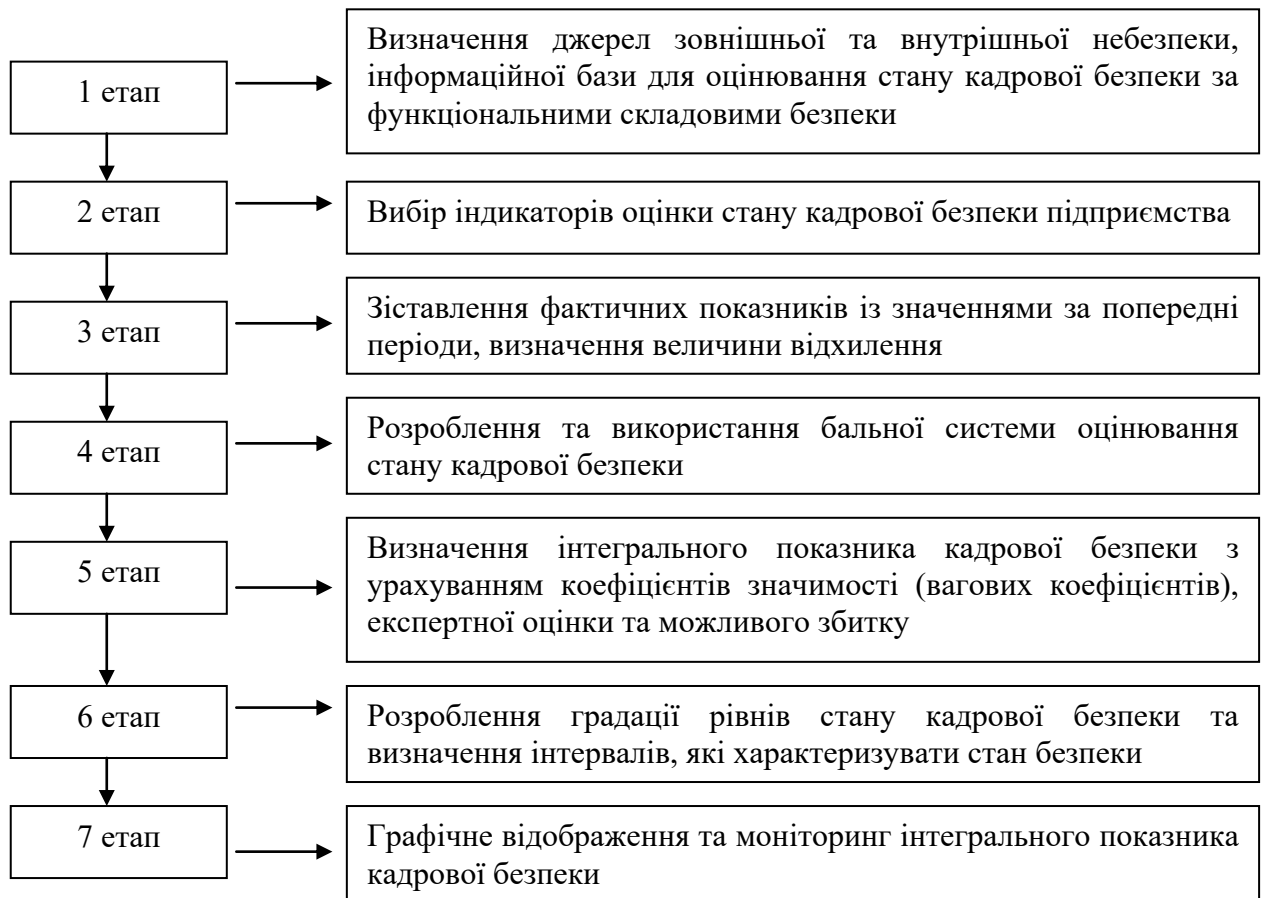 1 етап
Визначення джерел зовнішньої та внутрішньої небезпеки,
інформаційної бази для оцінювання стану кадрової безпеки за
функціональними складовими безпеки
2 етап
Вибір індикаторів оцінки стану кадрової безпеки підприємства
3 етап
Зіставлення фактичних показників із значеннями за попередні
періоди, визначення величини відхилення
4 етап
Розроблення та використання бальної системи оцінювання
стану кадрової безпеки
5 етап
Визначення інтегрального показника кадрової безпеки з
урахуванням коефіцієнтів значимості (вагових коефіцієнтів),
експертної оцінки та можливого збитку
6 етап
Розроблення градації рівнів стану кадрової безпеки та
визначення інтервалів, які характеризувати стан безпеки
7 етап
Графічне відображення та моніторинг інтегрального показника
кадрової безпеки